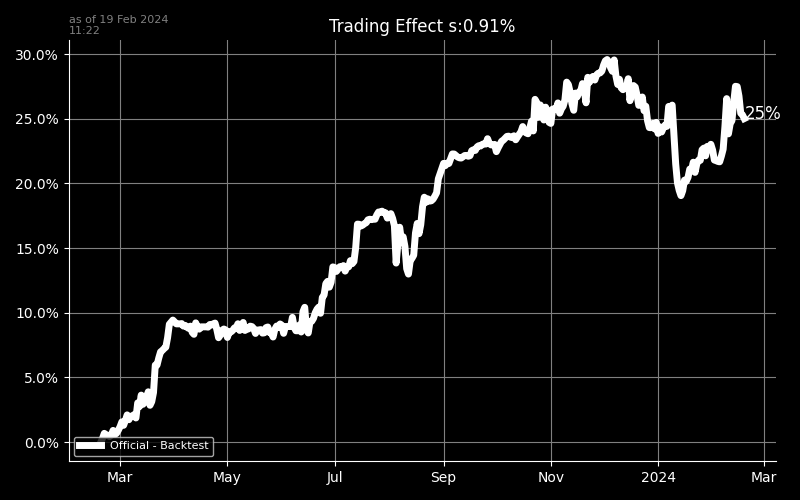 as of 19 Feb 2024
11:22
Trading Effect s:0.91%
30.0%
25.0%
20.0%
15.0%
10.0%
5.0%
0.0%
25%
Official - Backtest
Mar
May
Jul
Sep
Nov
2024
Mar